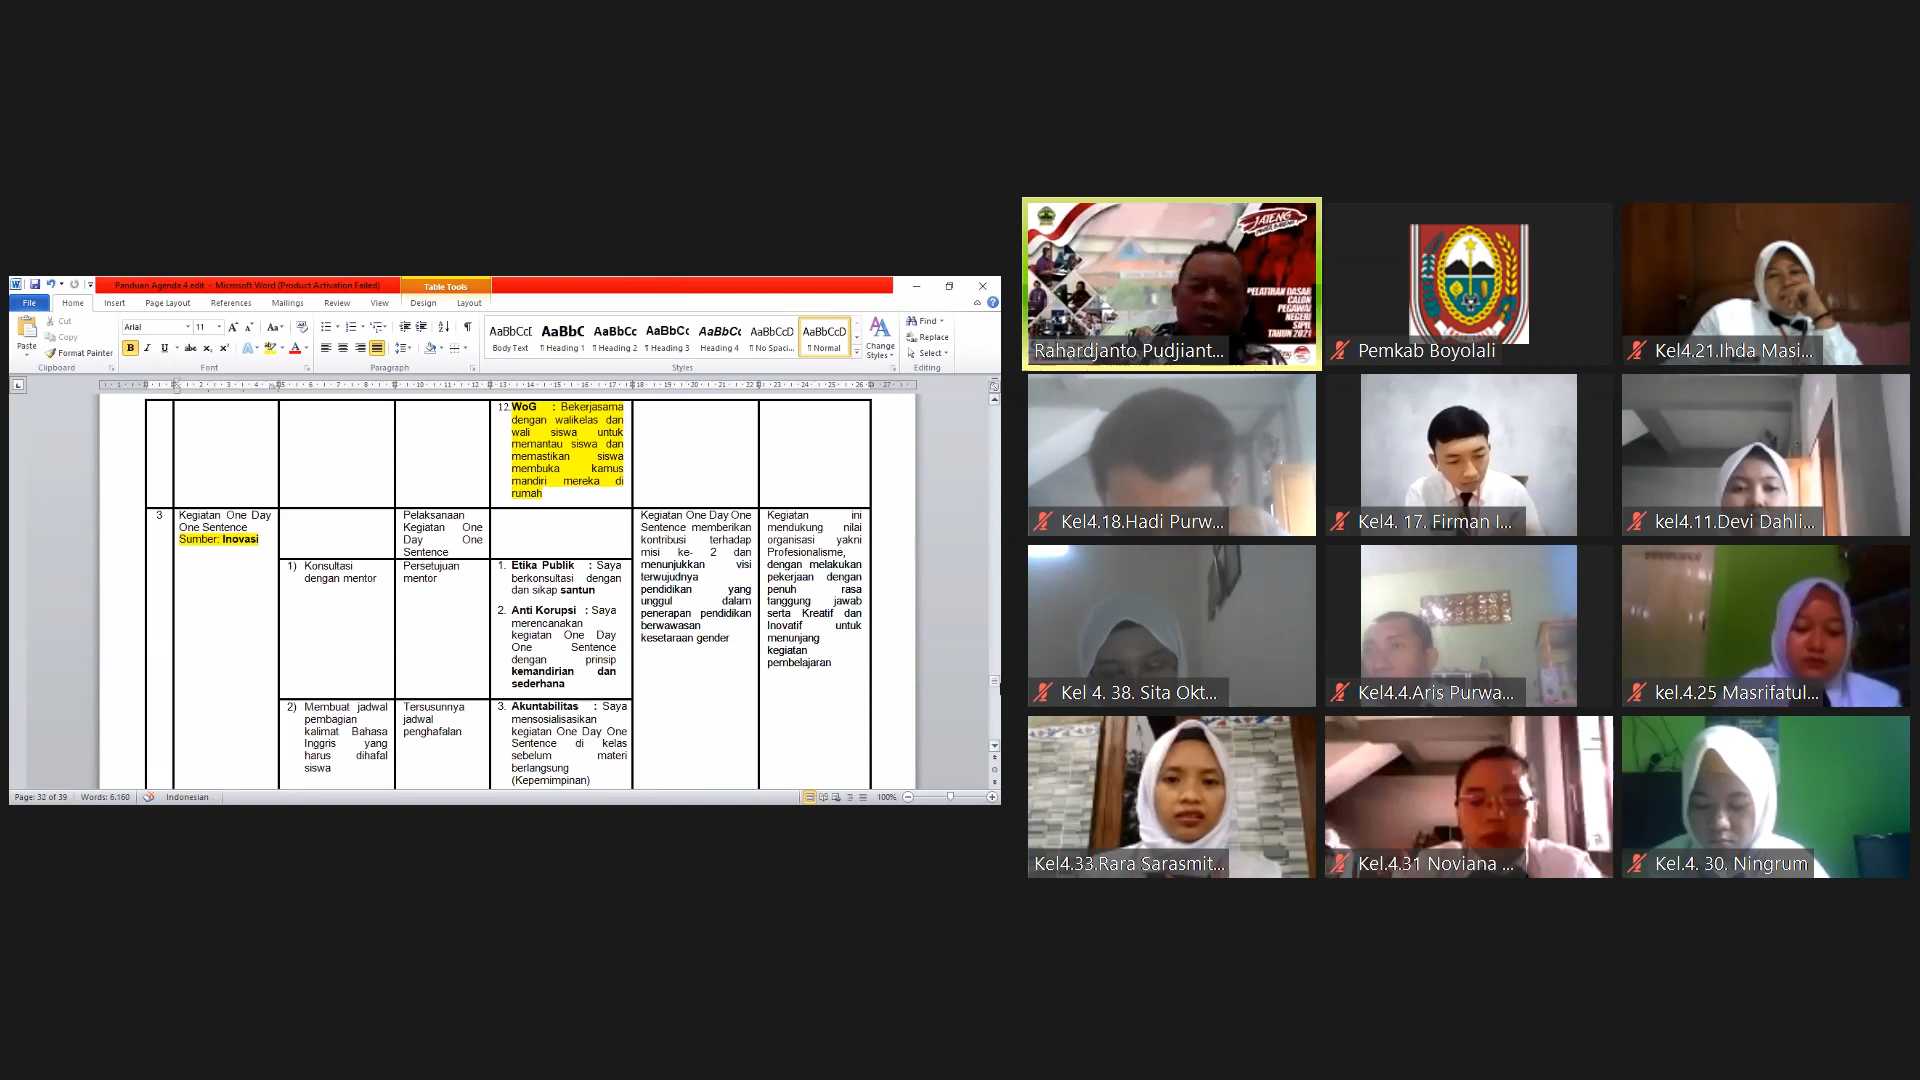 Panduan Agenda 4 edit - Microsoft Word (Product Activation Failed)
Table Tools
File Home Insert Page Layout References Mailings Review View Design Layout
Paste
Cut
Copy
Format Painter
Clipboard
Arial 11
Font
Paragraph
AaBbCcI AaBbC AaBbCc AaBbCc AaBbCc AaBbCcD AaBbCcD
Body Text Heading 1 Heading 2 Heading 3 Heading 4 No Spaci... Normal
Change
Styles
Styles
Find
Replace
Select
Editing
12. WoG : Bekerjasama
dengan walikelas dan
wali siswa untuk
memantau siswa dan
memastikan siswa
membuka kamus
mandiri mereka di
rumah
3
Kegiatan One Day
One Sentence
Sumber: Inovasi
Pelaksanaan
Kegiatan One
Day One
Sentence
Kegiatan One Day One
Sentence memberikan
kontribusi terhadap
misi ke- 2 dan
menunjukkan visi
terwujudnya
pendidikan yang
unggul dalam
penerapan pendidikan
berwawasan
kesetaraan gender
Kegiatan ini
mendukung nilai
organisasi yakni
Profesionalisme,
dengan melakukan
pekerjaan dengan
penuh rasa
tanggung jawab
serta Kreatif dan
Inovatif untuk
menunjang
kegiatan
pembelajaran
1) Konsultasi
dengan mentor
Persetujuan
mentor
1. Etika Publik : Saya
berkonsultasi dengan
dan sikap santun
2. Anti Korupsi : Saya
merencanakan
kegiatan One Day
One Sentence
dengan prinsip
kemandirian dan
sederhana
2) Membuat jadwal
pembagian
kalimat Bahasa
Inggris yang
harus dihafal
siswa
Tersusunnya
jadwal
penghafalan
3. Akuntabilitas : Saya
mensosialisasikan
kegiatan One Day One
Sentence di kelas
sebelum materi
berlangsung
(Kepemimpinan)
Page: 32 of 39 Words: 6.160 Indonesian 100%
JATENG
PELATIHAN DASAR
CALON
PEGAWAI
NEGERI
SIPIL
TAHUN 2021
Rahardjanto Pudjiant...
Pemkab Boyolali
Kel4.21.Ihda Masi...
Kel4.18.Hadi Purw...
Kel4. 17. Firman I...
kel4.11.Devi Dahli...
Kel 4. 38. Sita Okt...
Kel4.4.Aris Purwa...
kel.4.25 Masrifatul...
Kel4.33.Rara Sarasmit...
Kel.4.31 Noviana ...
Kel.4. 30. Ningrum